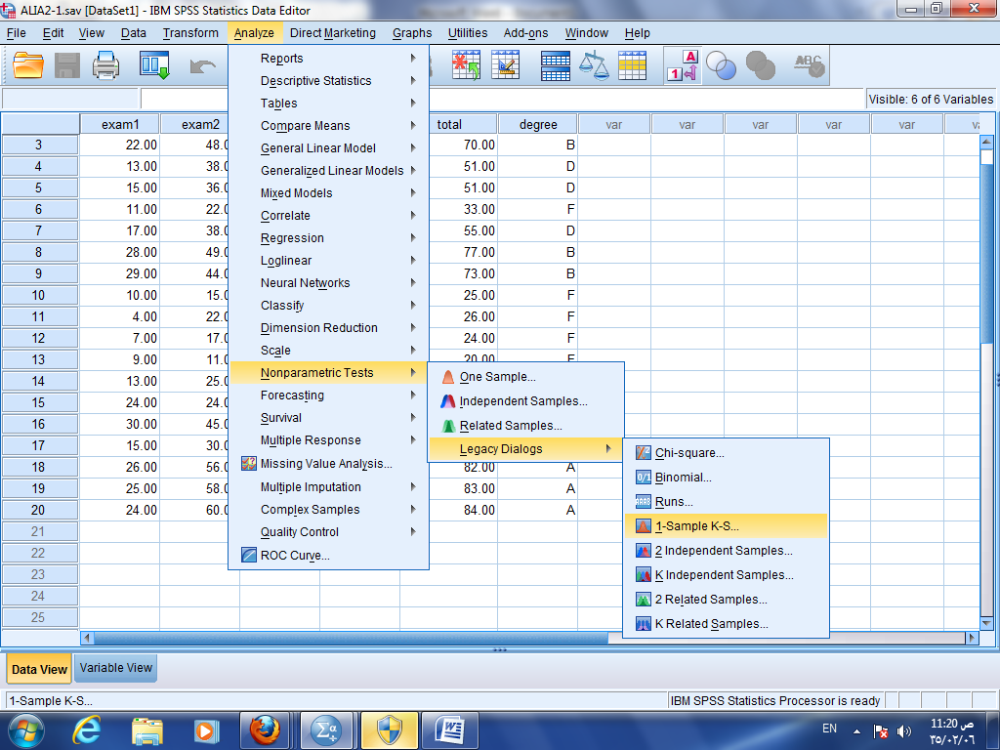 ALIA2-1.sav [DataSet1] - IBM SPSS Statistics Data Editor
File Edit View Data Transform Analyze Direct Marketing Graphs Utilities Add-ons Window Help
A
1
ABC
Visible: 6 of 6 Variables
exam1 exam2 total degree var var var var var
3 22.00 48.0 70.00 B
4 13.00 38.0 51.00 D
5 15.00 36.0 51.00 D
6 11.00 22.0 33.00 F
7 17.00 38.0 55.00 D
8 28.00 49.0 77.00 B
9 29.00 44.0 73.00 B
10 10.00 15.0 25.00 F
11 4.00 22.0 26.00 F
12 7.00 17.0 24.00 F
13 9.00 11.0 20.00 F
14 13.00 25.0
15 24.00 24.0
16 30.00 45.0
17 15.00 30.0
18 26.00 56.0 82.00 A
19 25.00 58.0 83.00 A
20 24.00 60.0 84.00 A
21
22
23
24
25
Reports
Descriptive Statistics
Tables
Compare Means
General Linear Model
Generalized Linear Models
Mixed Models
Correlate
Regression
Loglinear
Neural Networks
Classify
Dimension Reduction
Scale
Nonparametric Tests
Forecasting
Survival
Multiple Response
Missing Value Analysis...
Multiple Imputation
Complex Samples
Quality Control
ROC Curve...
One Sample...
Independent Samples...
Related Samples...
Legacy Dialogs
Chi-square...
Binomial...
Runs...
1-Sample K-S...
2 Independent Samples...
K Independent Samples...
2 Related Samples...
K Related Samples...
Data View Variable View
1-Sample K-S... IBM SPSS Statistics Processor is ready
EN
11:20 ص
٣٥/٠٢/٠٦